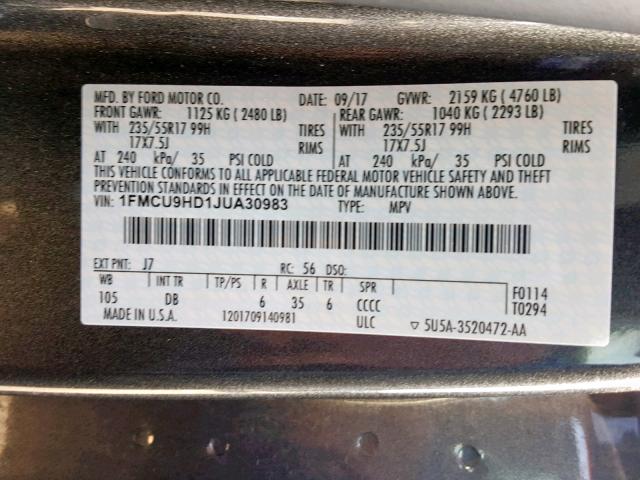 MFD. BY FORD MOTOR CO. DATE: 09/17 GVWR: 2159 KG ( 4760 LB)
FRONT GAWR: 1125 KG ( 2480 LB) REAR GAWR: 1040 KG ( 2293 LB)
WITH 235/55R17 99H TIRES WITH 235/55R17 99H TIRES
17X7.5J RIMS 17X7.5J RIMS
AT 240 kPa/ 35 PSI COLD AT 240 kPa/ 35 PSI COLD
THIS VEHICLE CONFORMS TO ALL APPLICABLE FEDERAL MOTOR VEHICLE SAFETY AND THEFT
PREVENTION STANDARDS IN EFFECT ON THE DATE OF MANUFACTURE SHOWN ABOVE.
VIN: 1FMCU9HD1JUA30983 TYPE: MPV
EXT PNT: J7 RC: 56 DSO:
WB INT TR TP/PS R AXLE TR SPR F0114
105 DB 6 35 6 CCCC T0294
MADE IN U.S.A. 1201709140981 ULC ▽ 5U5A-3520472-AA